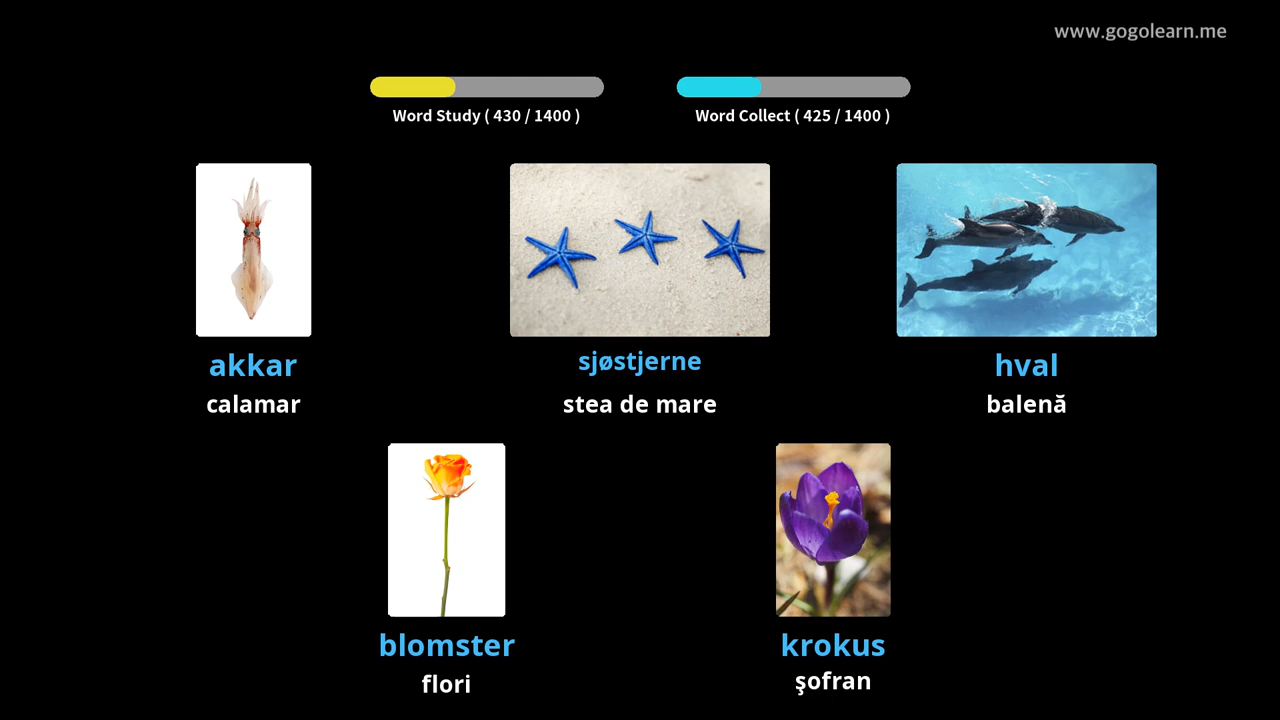 www.gogolearn.me
Word Study ( 430 / 1400 )
Word Collect ( 425 / 1400 )
akkar
sjøstjerne
hval
calamar
stea de mare
balenă
blomster
krokus
flori
şofran